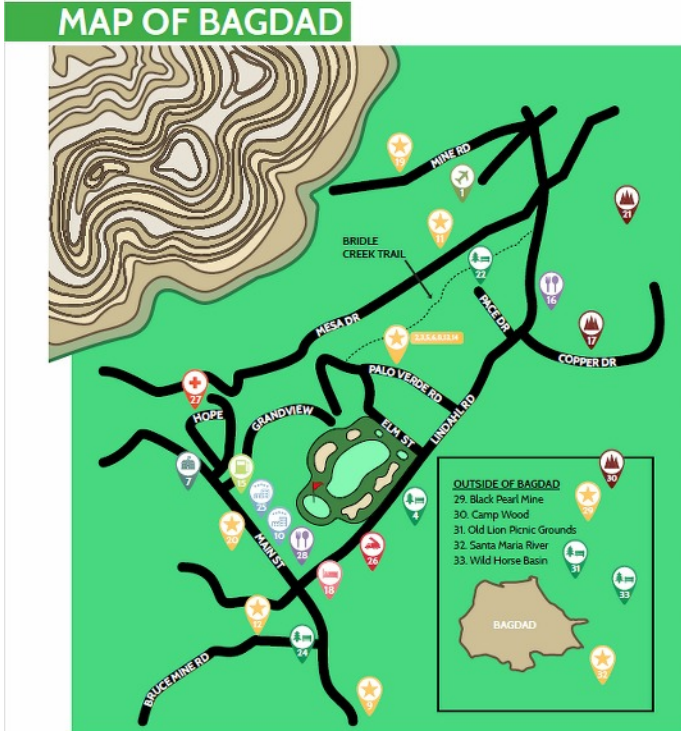 MAP OF BAGDAD
19
MINE RD
1
21
11
BRIDLE
CREEK TRAIL
22
16
PACE DR
MESA DR
17
COPPER DR
PALO VERDE RD
27
HOPE
GRANDVIEW
ELM ST
LINDAHL RD
7
15
25
4
10
20
28
26
MAIN ST
18
12
24
BRUCE MINE RD
9
OUTSIDE OF BAGDAD
29. Black Pearl Mine
30. Camp Wood
31. Old Lion Picnic Grounds
32. Santa Maria River
33. Wild Horse Basin
30
29
31
33
BAGDAD
32